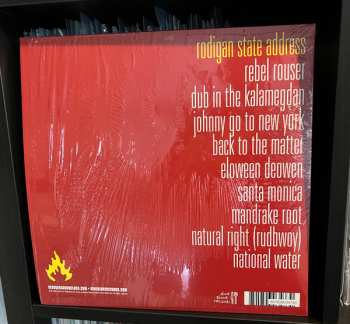 rodigan state address
rebel rouser
dub in the kalamegdan
johnny go to new york
back to the matter
eloween deowen
santa monica
mandrake root
natural right (rudbwoy)
national water